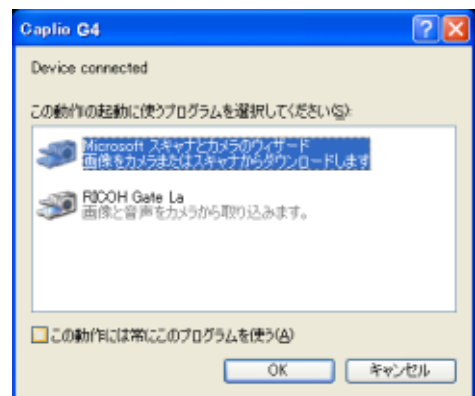 Caplio G4
Device connected
この動作の起動に使うプログラムを選択してください(S):
Microsoft スキャナとカメラのウィザード
画像をカメラまたはスキャナからダウンロードします
RICOH Gate La
画像と音声をカメラから取り込みます。
この動作には常にこのプログラムを使う(A)
OK
キャンセル